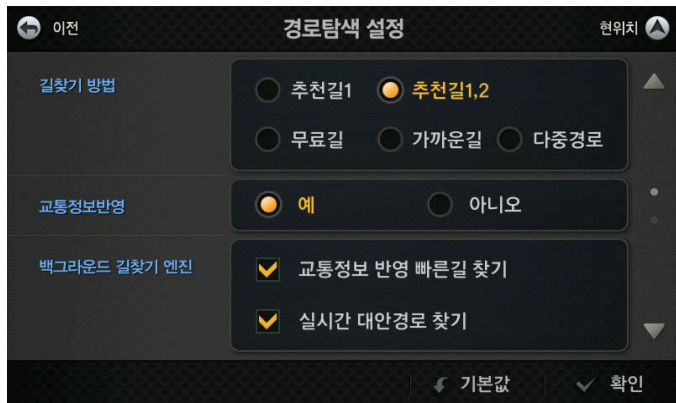 이전 경로탐색 설정 현위치
길찾기 방법 추천길1 추천길1,2
무료길 가까운길 다중경로
교통정보반영 예 아니오
백그라운드 길찾기 엔진 교통정보 반영 빠른길 찾기
실시간 대안경로 찾기
기본값 확인